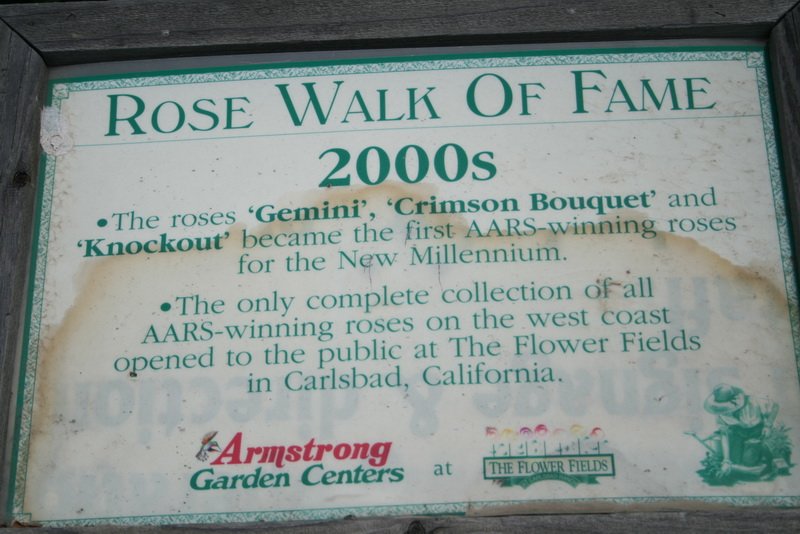 ROSE WALK OF FAME
2000s
• The roses ‘Gemini’, ‘Crimson Bouquet’ and
‘Knockout’ became the first AARS-winning roses
for the New Millennium.
• The only complete collection of all
AARS-winning roses on the west coast
opened to the public at The Flower Fields
in Carlsbad, California.
Armstrong
Garden Centers at THE FLOWER FIELDS